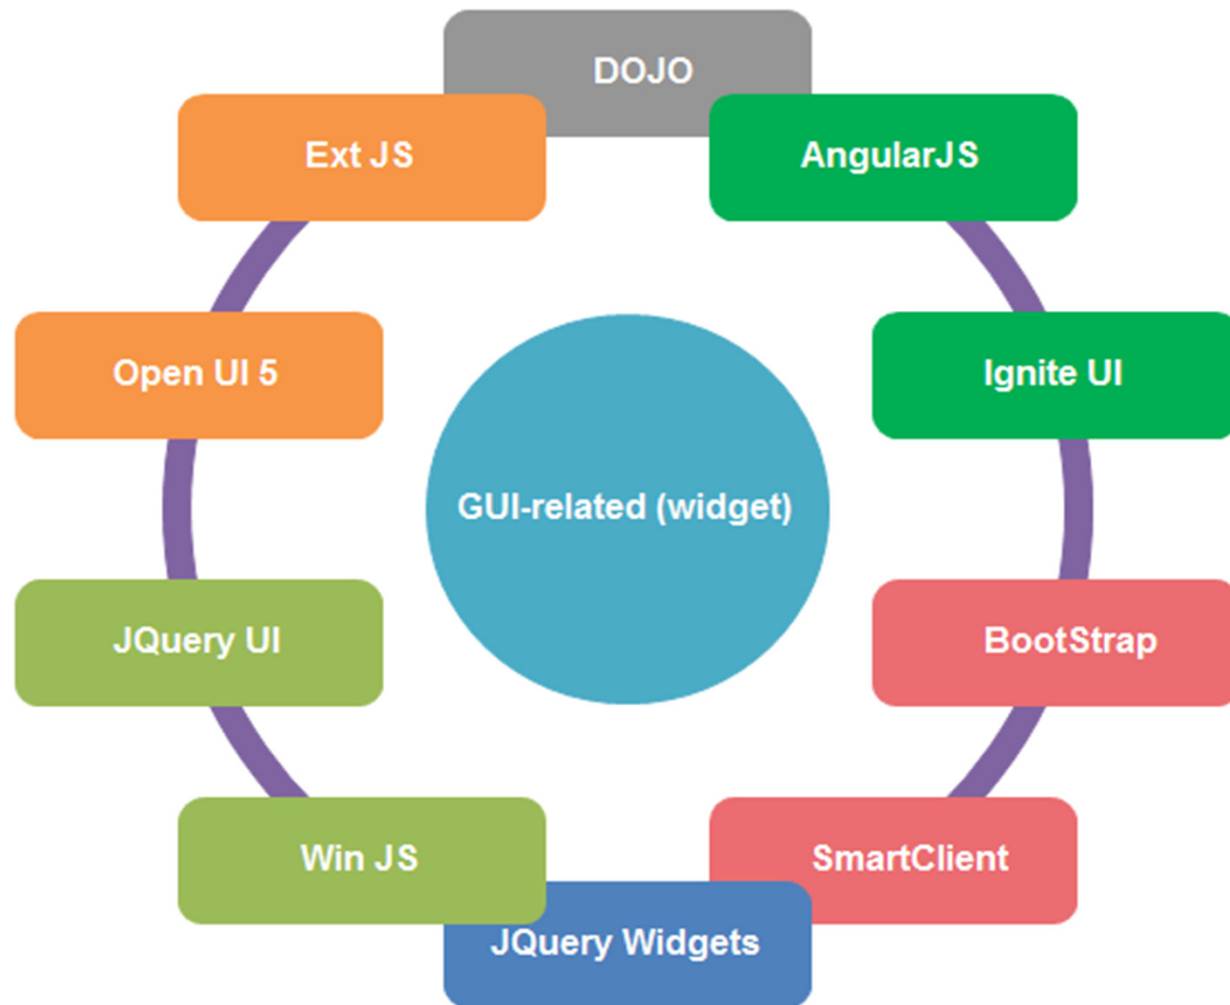 DOJO
Ext JS
AngularJS
Open UI 5
Ignite UI
GUI-related (widget)
JQuery UI
BootStrap
Win JS
SmartClient
JQuery Widgets